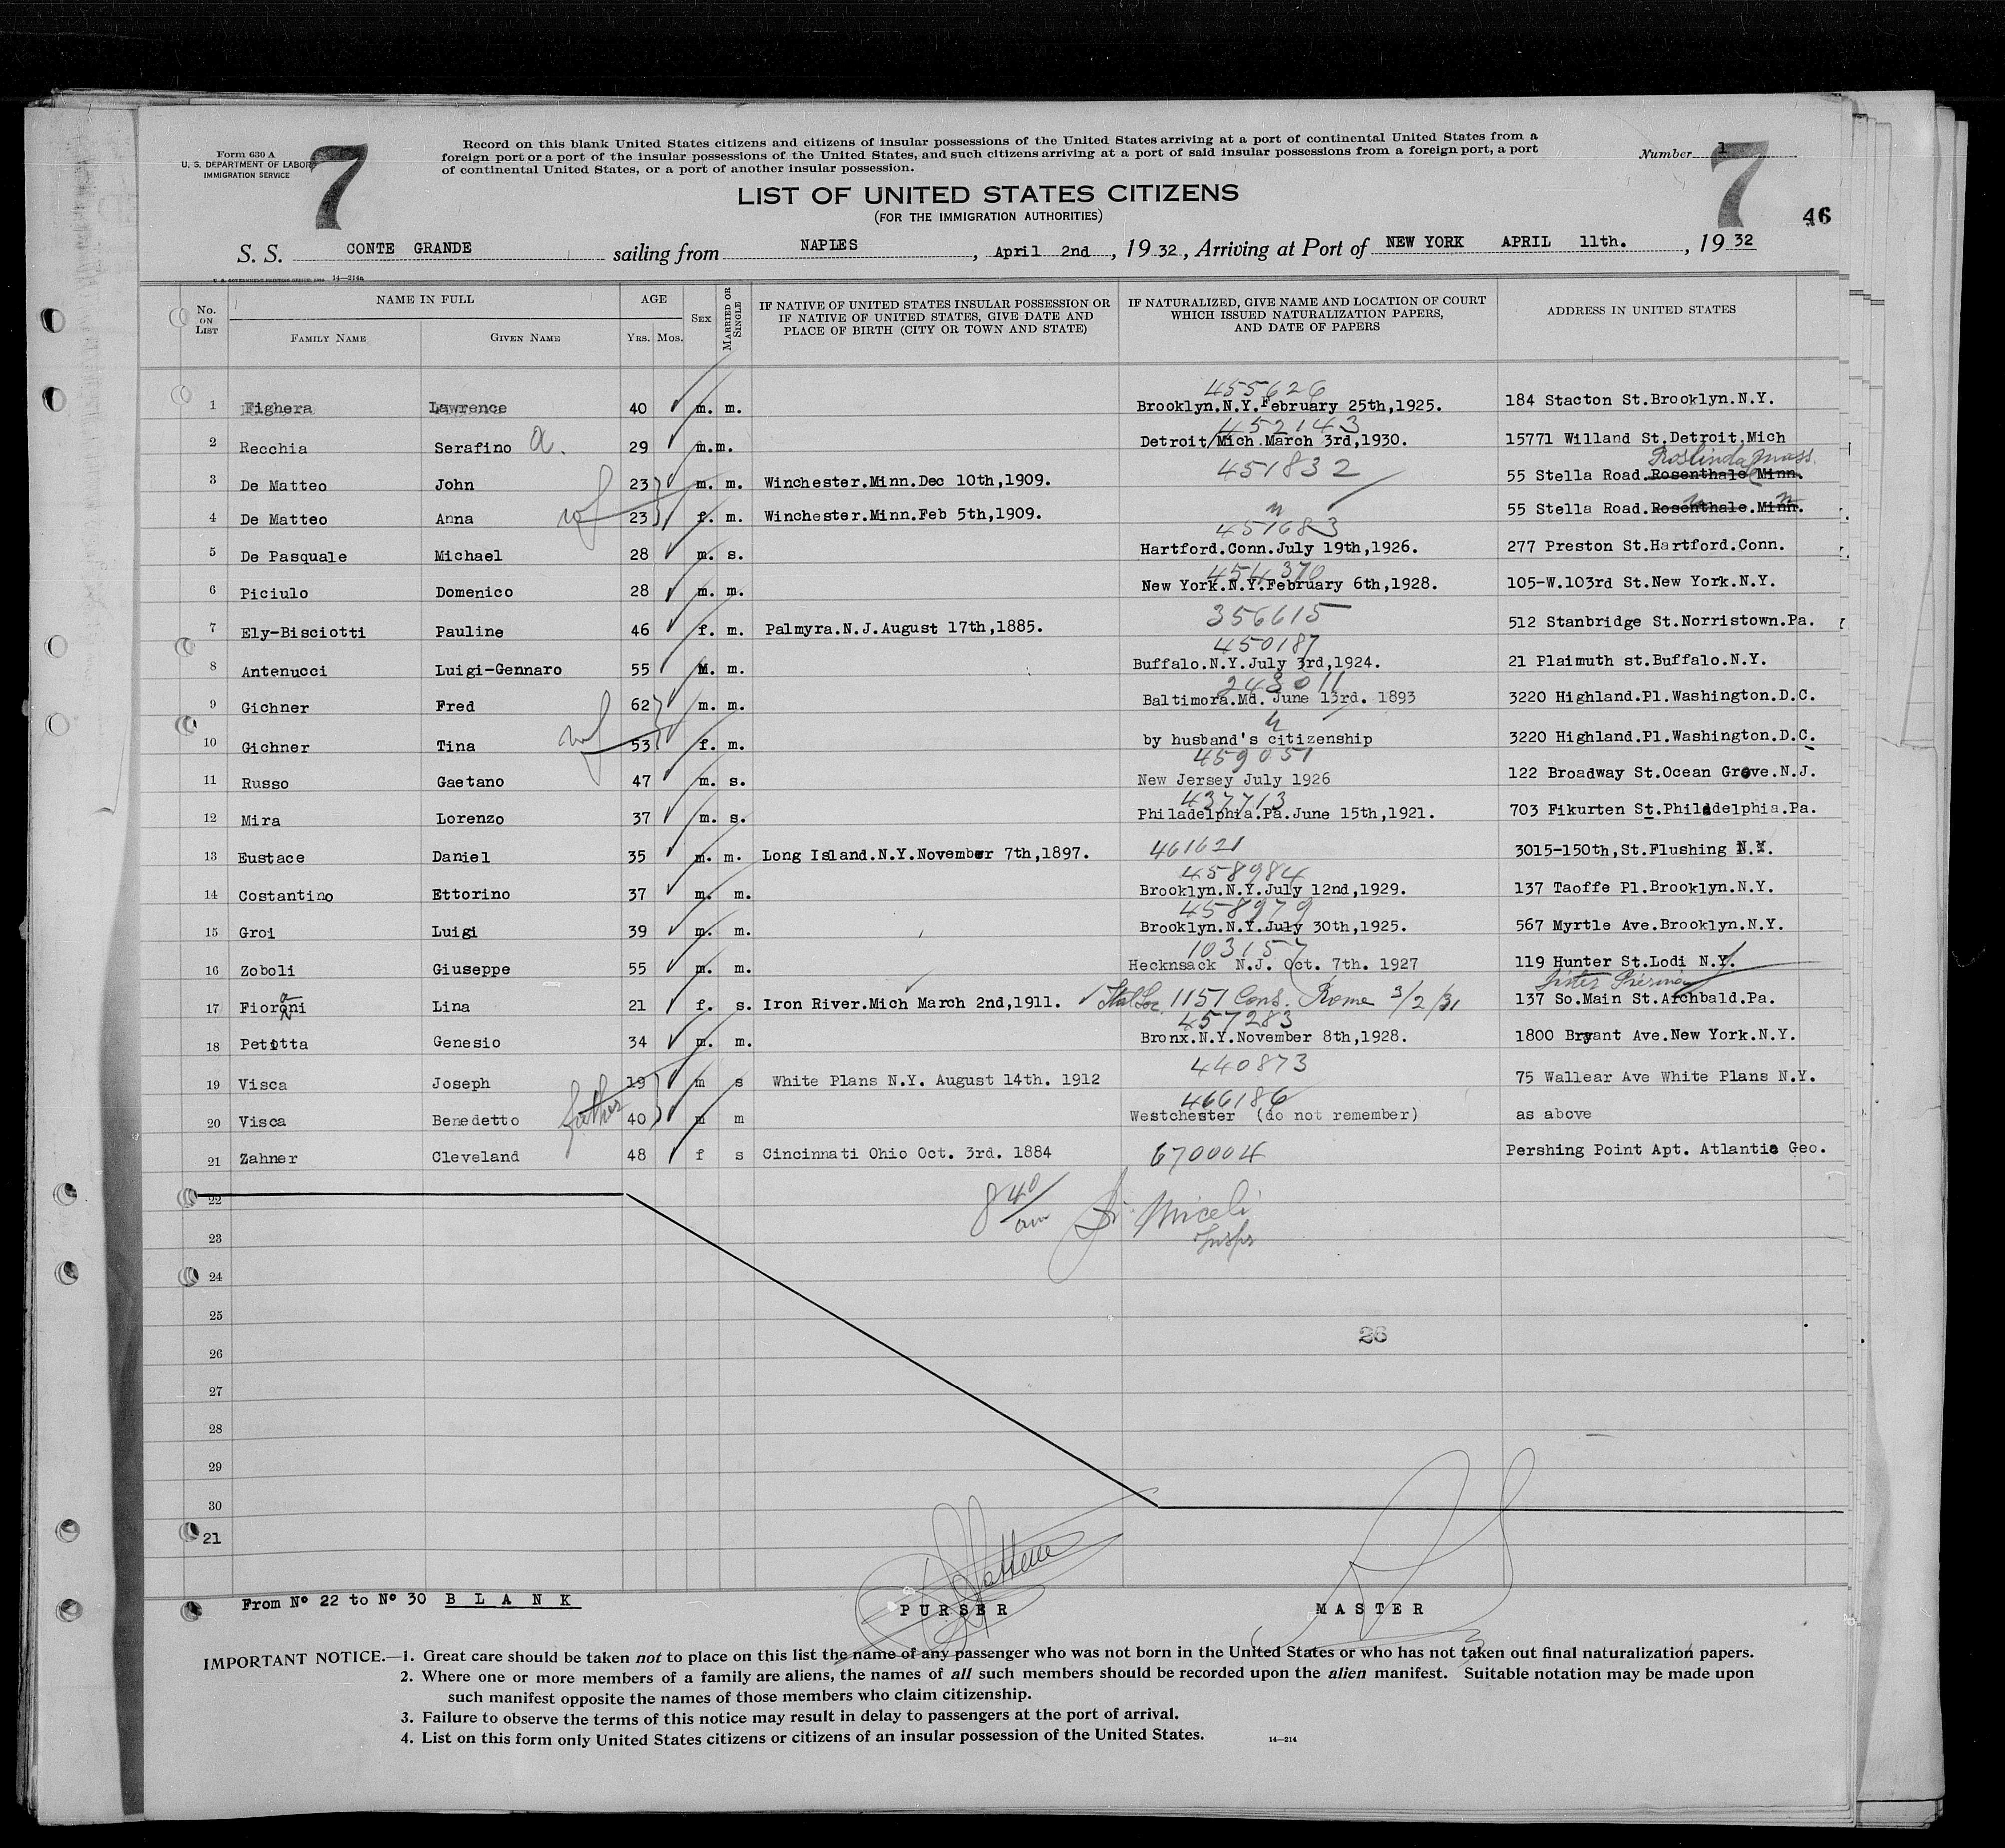 Form 630 A
U. S. DEPARTMENT OF LABOR
IMMIGRATION SERVICE
7
Record on this blank United States citizens and citizens of insular possessions of the United States arriving at a port of continental United States from a
foreign port or a port of the insular possessions of the United States, and such citizens arriving at a port of said insular possessions from a foreign port, a port
of continental United States, or a port of another insular possession.
Number 1
7
46
LIST OF UNITED STATES CITIZENS
(FOR THE IMMIGRATION AUTHORITIES)
S. S. CONTE GRANDE sailing from NAPLES, April 2nd, 1932, Arriving at Port of NEW YORK APRIL 11th., 1932
14—214a
No. ON LIST
NAME IN FULL
FAMILY NAME
GIVEN NAME
AGE
YRS.
MOS.
SEX
MARRIED OR SINGLE
IF NATIVE OF UNITED STATES INSULAR POSSESSION OR
IF NATIVE OF UNITED STATES, GIVE DATE AND
PLACE OF BIRTH (CITY OR TOWN AND STATE)
IF NATURALIZED, GIVE NAME AND LOCATION OF COURT
WHICH ISSUED NATURALIZATION PAPERS,
AND DATE OF PAPERS
ADDRESS IN UNITED STATES
455626
1 Fighera Lawrence 40 m. m. Brooklyn.N.Y.February 25th,1925. 184 Stacton St.Brooklyn.N.Y.
452143
2 Recchia Serafino a. 29 m.m. Detroit/Mich.March 3rd,1930. 15771 Willand St.Detroit.Mich
Roslindale Mass.
3 De Matteo John 23 m. m. Winchester.Minn.Dec 10th,1909. 451832 55 Stella Road.Rosenthale Minn.
4 De Matteo Anna wf 23 f. m. Winchester.Minn.Feb 5th,1909. " 55 Stella Road.Rosenthale.Minn.
451683
5 De Pasquale Michael 28 m. s. Hartford.Conn.July 19th,1926. 277 Preston St.Hartford.Conn.
454370
6 Piciulo Domenico 28 m. m. New York.N.Y.February 6th,1928. 105-W.103rd St.New York.N.Y.
7 Ely-Bisciotti Pauline 46 f. m. Palmyra.N.J.August 17th,1885. 356615 512 Stanbridge St.Norristown.Pa.
450187
8 Antenucci Luigi-Gennaro 55 M. m. Buffalo.N.Y.July 3rd,1924. 21 Plaimuth st.Buffalo.N.Y.
243011
9 Gichner Fred 62 m. m. Baltimora.Md. June 13rd. 1893 3220 Highland.Pl.Washington.D.C.
"
10 Gichner Tina wf 53 f. m. by husband's citizenship 3220 Highland.Pl.Washington.D.C.
459051
11 Russo Gaetano 47 m. s. New Jersey July 1926 122 Broadway St.Ocean Grove.N.J.
437713
12 Mira Lorenzo 37 m. s. Philadelphia.Pa.June 15th,1921. 703 Fikurten St.Philadelphia.Pa.
13 Eustace Daniel 35 m. m. Long Island.N.Y.November 7th,1897. 461621 3015-150th,St.Flushing N.Y.
458984
14 Costantino Ettorino 37 m. m. Brooklyn.N.Y.July 12nd,1929. 137 Taoffe Pl.Brooklyn.N.Y.
458979
15 Groi Luigi 39 m. m. Brooklyn.N.Y.July 30th,1925. 567 Myrtle Ave.Brooklyn.N.Y.
103157
16 Zoboli Giuseppe 55 m. m. Hecknsack N.J. Oct. 7th. 1927 119 Hunter St.Lodi N.Y.
Sister
17 Fiorani Lina 21 f. s. Iron River.Mich March 2nd,1911. 1151 Cons. Rome 3/2/31 137 So.Main St.Archbald.Pa.
457283
18 Petitta Genesio 34 m. m. Bronx.N.Y.November 8th,1928. 1800 Bryant Ave.New York.N.Y.
19 Visca Joseph 19 m s White Plans N.Y. August 14th. 1912 440873 75 Wallear Ave White Plans N.Y.
466186
20 Visca Benedetto father 40 m m Westchester (do not remember) as above
21 Zahner Cleveland 48 f s Cincinnati Ohio Oct. 3rd. 1884 670004 Pershing Point Apt. Atlantis Geo.
22
8 40/am Miceli
Inspr
23
24
25
26
26
27
28
29
30
21
From Nº 22 to Nº 30 B L A N K
PURSER
MASTER
IMPORTANT NOTICE.—1. Great care should be taken not to place on this list the name of any passenger who was not born in the United States or who has not taken out final naturalization papers.
2. Where one or more members of a family are aliens, the names of all such members should be recorded upon the alien manifest. Suitable notation may be made upon
such manifest opposite the names of those members who claim citizenship.
3. Failure to observe the terms of this notice may result in delay to passengers at the port of arrival.
4. List on this form only United States citizens or citizens of an insular possession of the United States.
14—214